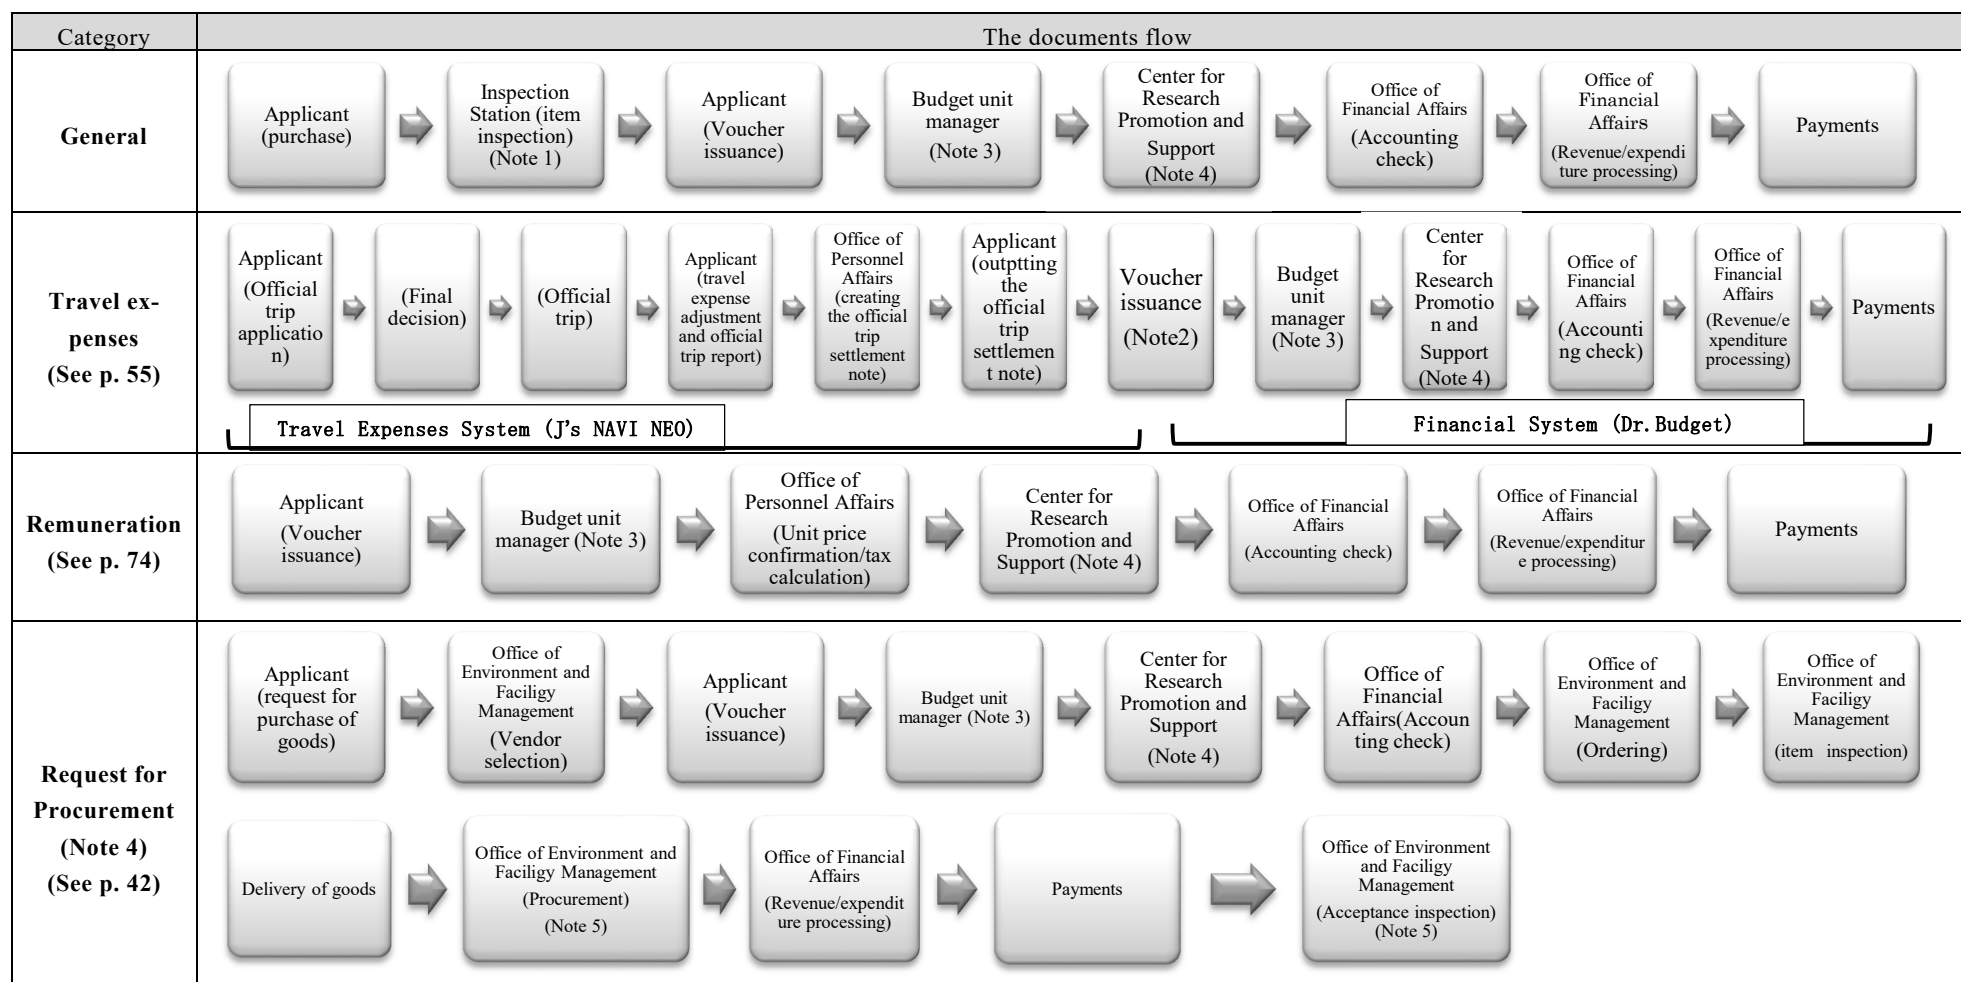 Category
The documents flow
General
Applicant
(purchase)
Inspection
Station (item
inspection)
(Note 1)
Applicant
(Voucher
issuance)
Budget unit
manager
(Note 3)
Center for
Research
Promotion and
Support
(Note 4)
Office of
Financial Affairs
(Accounting
check)
Office of
Financial
Affairs
(Revenue/expendi
ture processing)
Payments
Travel ex-
penses
(See p. 55)
Applicant
(Official
trip
applicatio
n)
(Final
decision)
(Official
trip)
Applicant
(travel
expense
adjustment
and official
trip report)
Office of
Personnel
Affairs
(creating
the official
trip
settlement
note)
Applicant
(outptting
the
official
trip
settlemen
t note)
Voucher
issuance
(Note2)
Budget
unit
manager
(Note 3)
Center
for
Research
Promotio
n and
Support
(Note 4)
Office of
Financial
Affairs
(Accounti
ng check)
Office of
Financial
Affairs
(Revenue/e
xpenditure
processing)
Payments
Travel Expenses System (J's NAVI NEO)
Financial System (Dr.Budget)
Remuneration
(See p. 74)
Applicant
(Voucher
issuance)
Budget unit
manager (Note 3)
Office of
Personnel Affairs
(Unit price
confirmation/tax
calculation)
Center for
Research
Promotion and
Support (Note 4)
Office of Financial
Affairs
(Accounting check)
Office of Financial
Affairs
(Revenue/expenditur
e processing)
Payments
Request for
Procurement
(Note 4)
(See p. 42)
Applicant
(request for
purchase of
goods)
Office of
Environment and
Faciligy
Management
(Vendor
selection)
Applicant
(Voucher
issuance)
Budget unit
manager (Note 3)
Center for
Research
Promotion and
Support
(Note 4)
Office of
Financial
Affairs(Accoun
ting check)
Office of
Environment and
Faciligy
Management
(Ordering)
Office of
Environment and
Faciligy
Management
(item inspection)
Delivery of goods
Office of Environment and
Faciligy Management
(Procurement)
(Note 5)
Office of Financial
Affairs
(Revenue/expendit
ure processing)
Payments
Office of Environment
and Faciligy
Management
(Acceptance inspection)
(Note 5)